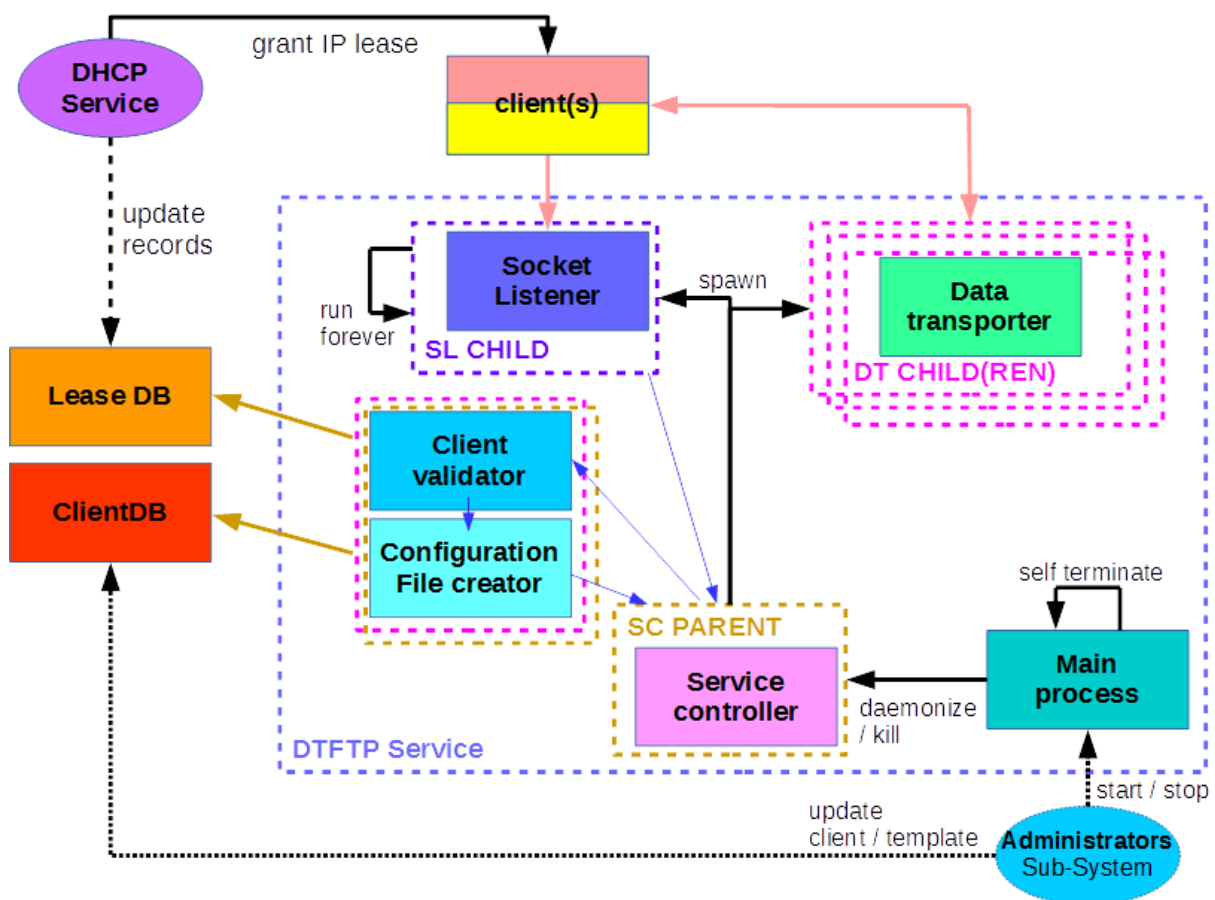 grant IP lease
DHCP
Service
client(s)
update
records
Socket
Listener
spawn
Data
transporter
run
forever
SL CHILD
DT CHILD(REN)
Lease DB
Client
validator
ClientDB
Configuration
File creator
self terminate
SC PARENT
Main
process
Service
controller
daemonize
/ kill
DTFTP Service
start / stop
update
client / template
Administrators
Sub-System